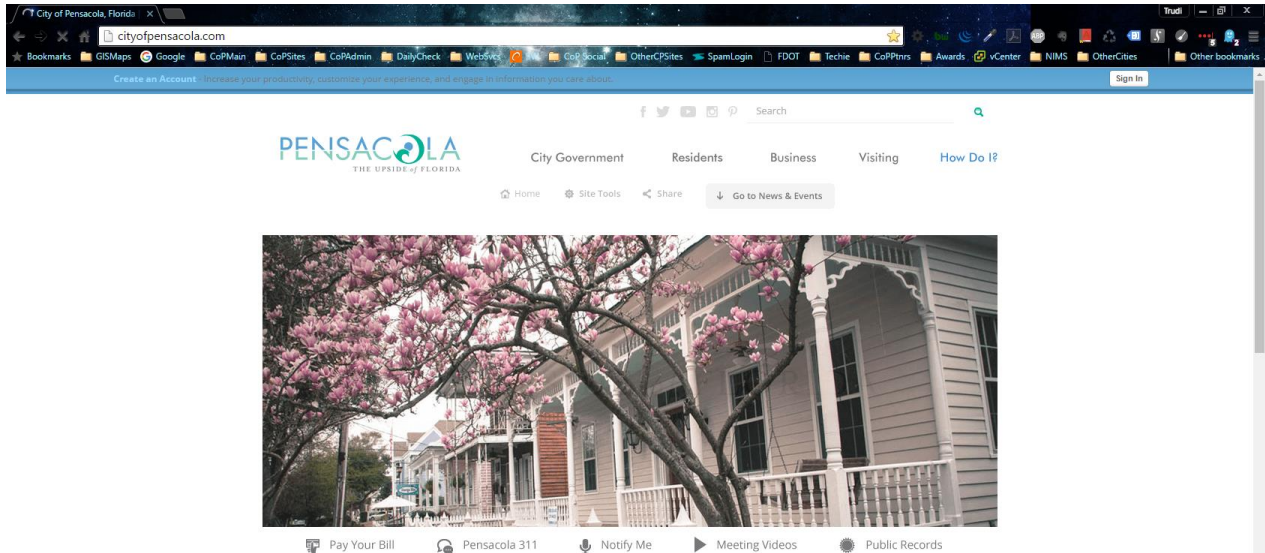 City of Pensacola, Florida
Trudi
cityofpensacola.com
Bookmarks GISMaps Google CoPMain CoPSites CoPAdmin DailyCheck WebSvcs CoP Social OtherCPSites SpamLogin FDOT Techie CoPPtnrs Awards vCenter NIMS OtherCities Other bookmarks
Create an Account - Increase your productivity, customize your experience, and engage in information you care about.
Sign In
Search
PENSACOLA
THE UPSIDE of FLORIDA
City Government Residents Business Visiting How Do I?
Home Site Tools Share Go to News & Events
Pay Your Bill Pensacola 311 Notify Me Meeting Videos Public Records